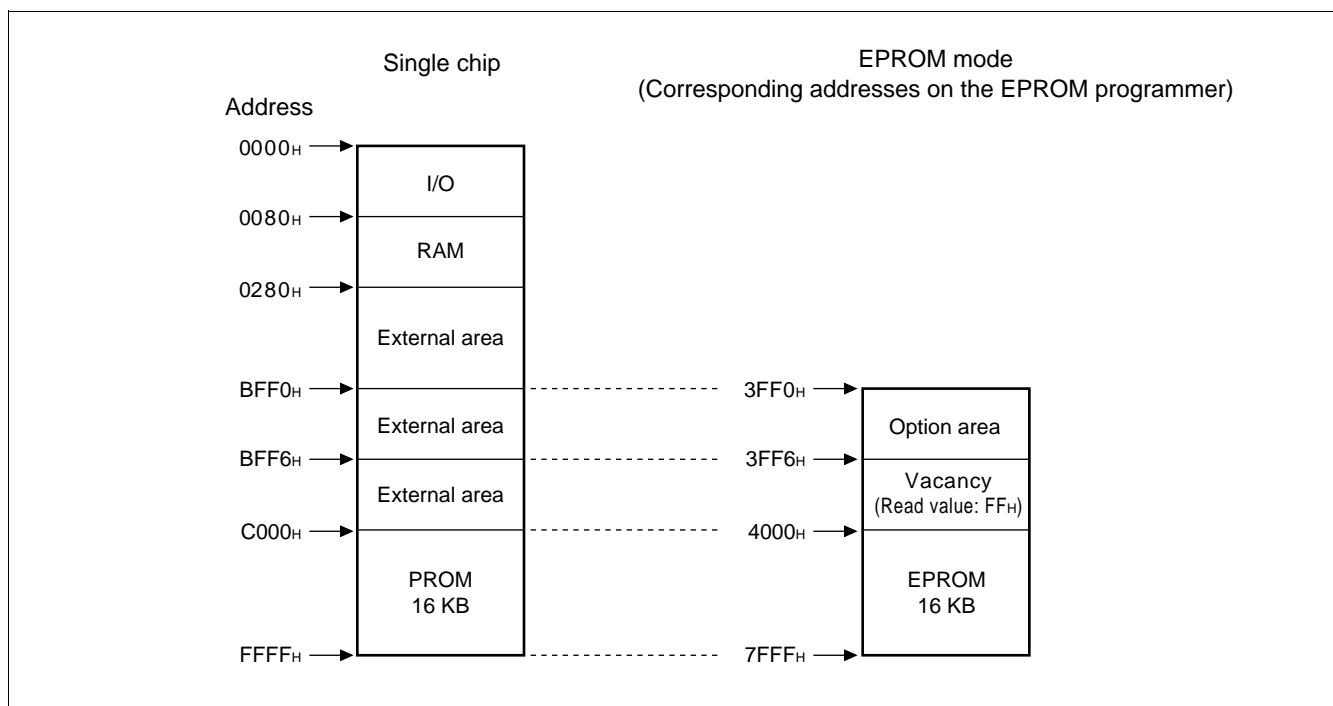 Single chip
EPROM mode
(Corresponding addresses on the EPROM programmer)
Address
0000H
I/O
0080H
RAM
0280H
External area
BFF0H
3FF0H
External area
Option area
BFF6H
3FF6H
External area
Vacancy
(Read value: FFH)
C000H
4000H
PROM
16 KB
EPROM
16 KB
FFFFH
7FFFH